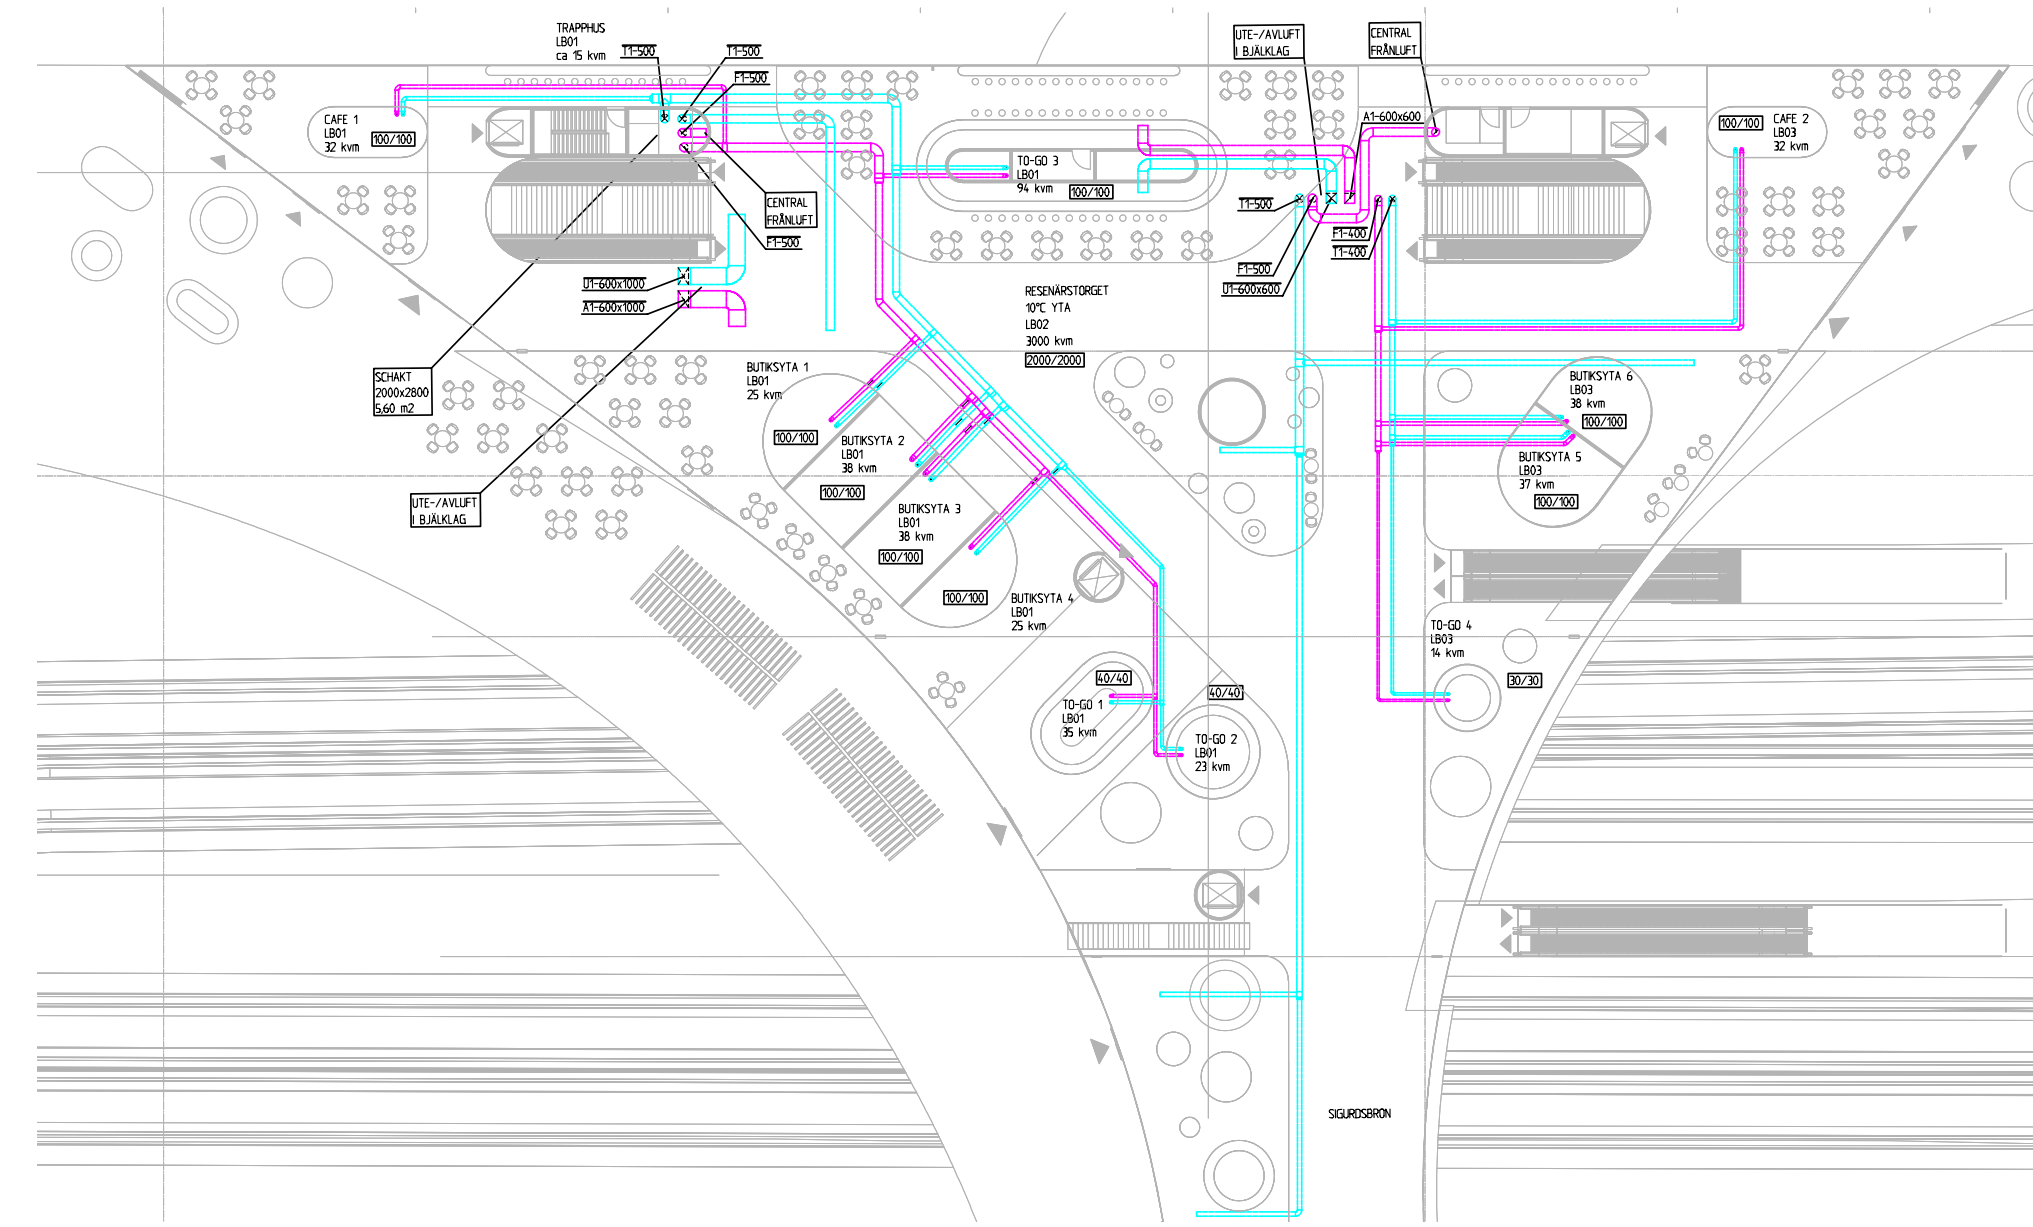 TRAPPHUS
LB01
ca 15 kvm
T1-500
T1-500
F1-500
UTE-/AVLUFT
I BJÄLKLAG
CENTRAL
FRÅNLUFT
A1-600x600
CAFE 1
LB01
32 kvm
100/100
TO-GO 3
LB01
94 kvm
100/100
100/100
CAFE 2
LB03
32 kvm
CENTRAL
FRÅNLUFT
F1-500
T1-500
F1-400
T1-400
F1-500
U1-600x600
U1-600x1000
A1-600x1000
RESENÄRSTORGET
10°C YTA
LB02
3000 kvm
2000/2000
SCHAKT
2000x2800
5,60 m2
BUTIKSYTA 1
LB01
25 kvm
100/100
BUTIKSYTA 2
LB01
38 kvm
100/100
BUTIKSYTA 6
LB03
38 kvm
100/100
BUTIKSYTA 5
LB03
37 kvm
100/100
UTE-/AVLUFT
I BJÄLKLAG
BUTIKSYTA 3
LB01
38 kvm
100/100
100/100
BUTIKSYTA 4
LB01
25 kvm
TO-GO 4
LB03
14 kvm
30/30
40/40
40/40
TO-GO 1
LB01
35 kvm
TO-GO 2
LB01
23 kvm
SIGURDSBRON